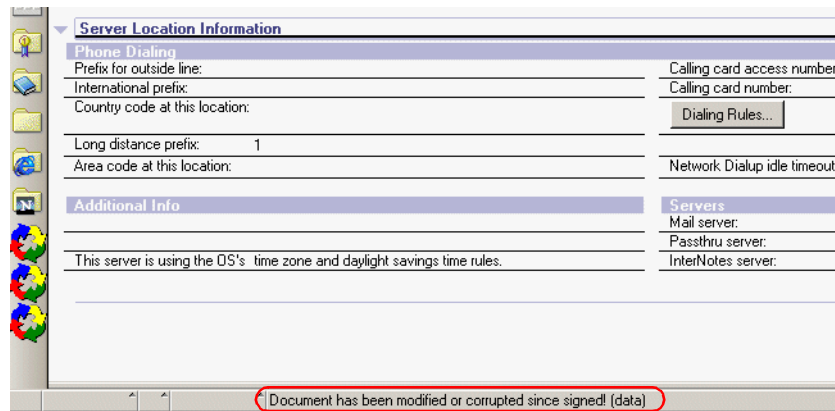 Server Location Information
Phone Dialing
Prefix for outside line:
Calling card access number
International prefix:
Calling card number:
Country code at this location:
Dialing Rules...
Long distance prefix: 1
Area code at this location:
Network Dialup idle timeout
Additional Info
Servers
Mail server:
Passthru server:
This server is using the OS's time zone and daylight savings time rules.
InterNotes server:
N
Document has been modified or corrupted since signed! (data)